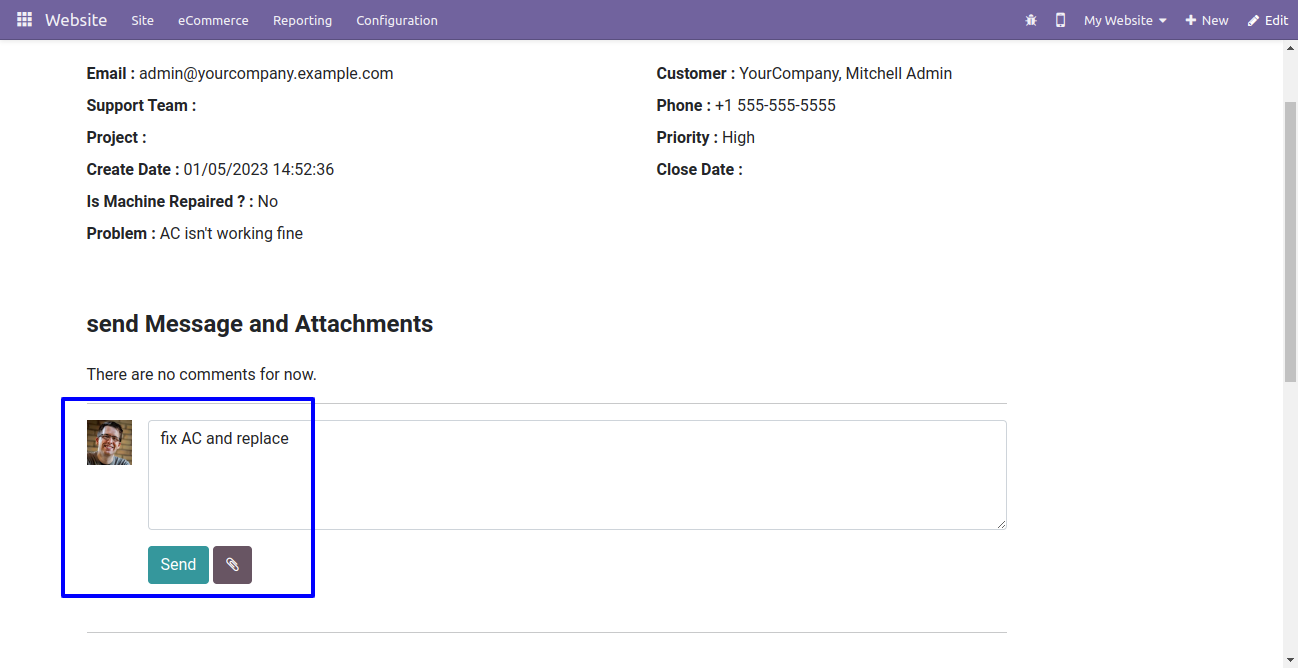 Website Site eCommerce Reporting Configuration My Website New Edit
Email : admin@yourcompany.example.com
Customer : YourCompany, Mitchell Admin
Support Team :
Phone : +1 555-555-5555
Project :
Priority : High
Create Date : 01/05/2023 14:52:36
Close Date :
Is Machine Repaired ? : No
Problem : AC isn't working fine
send Message and Attachments
There are no comments for now.
fix AC and replace
Send